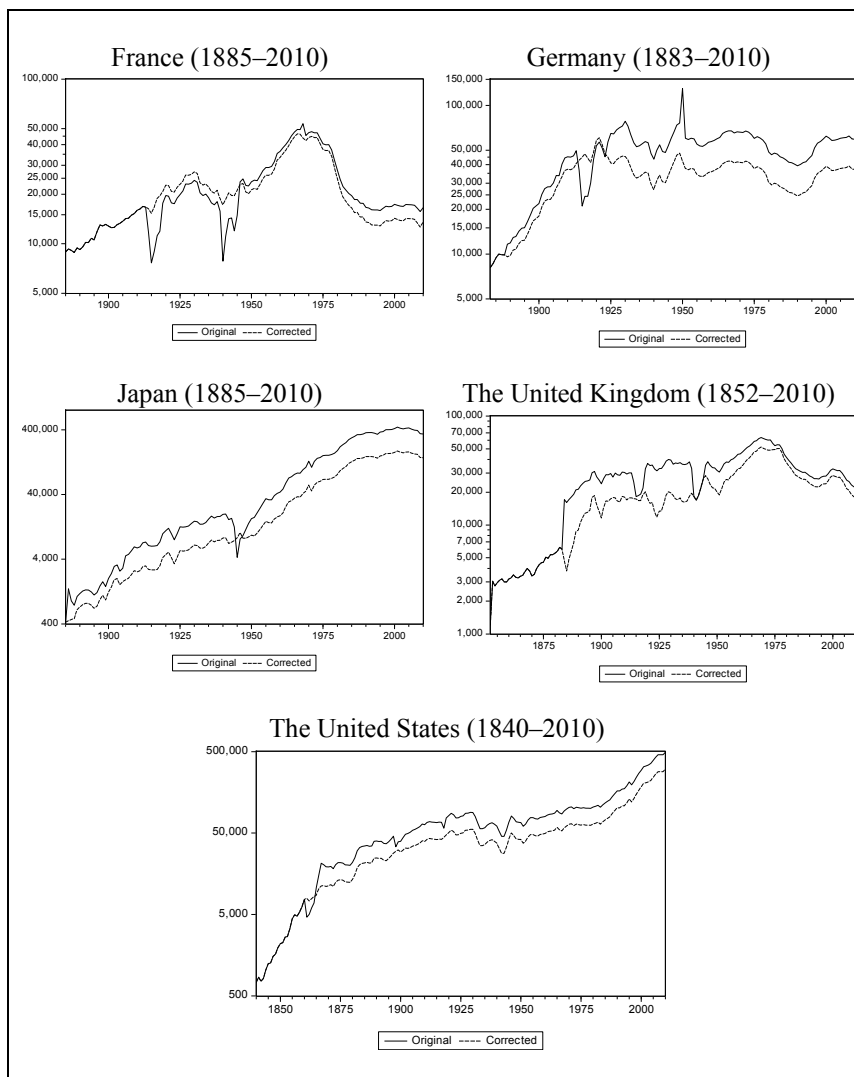 France (1885–2010)
100,000
50,000
40,000
30,000
25,000
20,000
15,000
10,000
5,000
1900 1925 1950 1975 2000
Original Corrected
Germany (1883–2010)
150,000
100,000
50,000
40,000
30,000
25,000
20,000
15,000
10,000
5,000
1900 1925 1950 1975 2000
Original Corrected
Japan (1885–2010)
400,000
40,000
4,000
400
1900 1925 1950 1975 2000
Original Corrected
The United Kingdom (1852–2010)
100,000
70,000
50,000
30,000
20,000
10,000
7,000
5,000
3,000
2,000
1,000
1875 1900 1925 1950 1975 2000
Original Corrected
The United States (1840–2010)
500,000
50,000
5,000
500
1850 1875 1900 1925 1950 1975 2000
Original Corrected